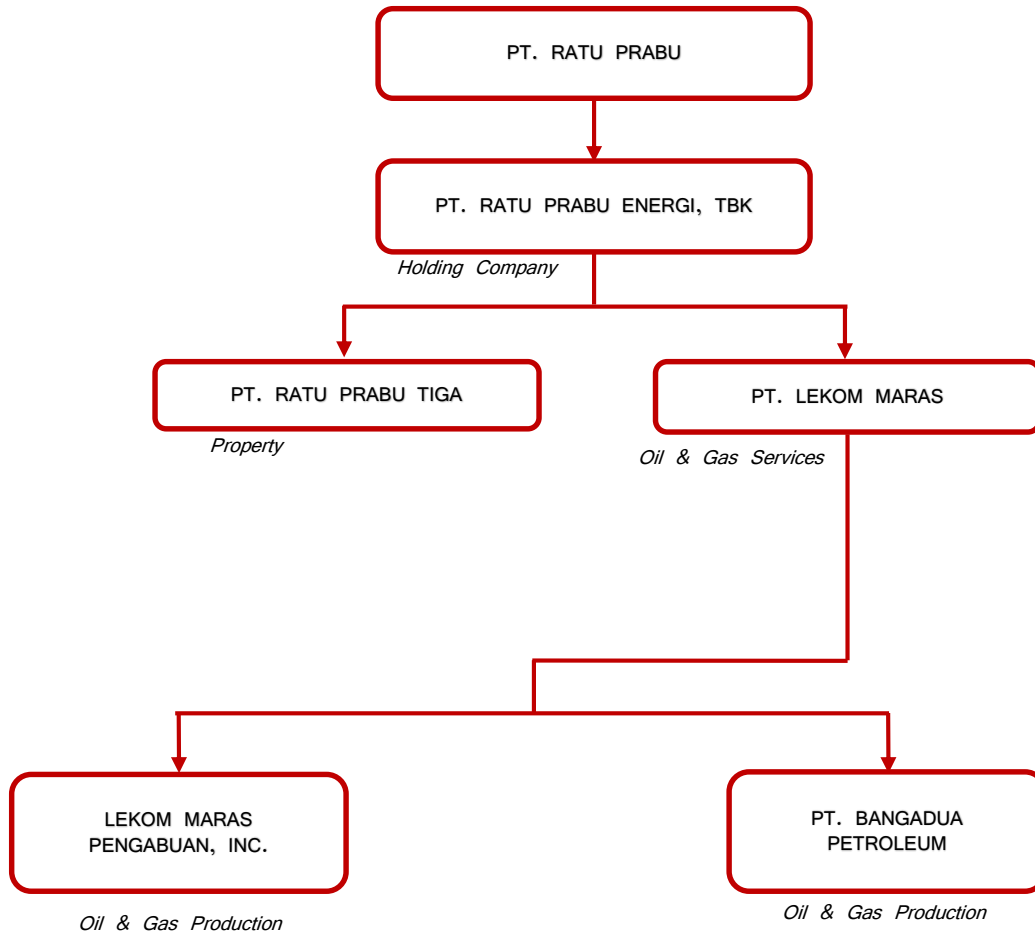 PT. RATU PRABU
PT. RATU PRABU ENERGI, TBK
Holding Company
PT. RATU PRABU TIGA
PT. LEKOM MARAS
Property
Oil & Gas Services
LEKOM MARAS
PENGABUAN, INC.
PT. BANGADUA
PETROLEUM
Oil & Gas Production
Oil & Gas Production